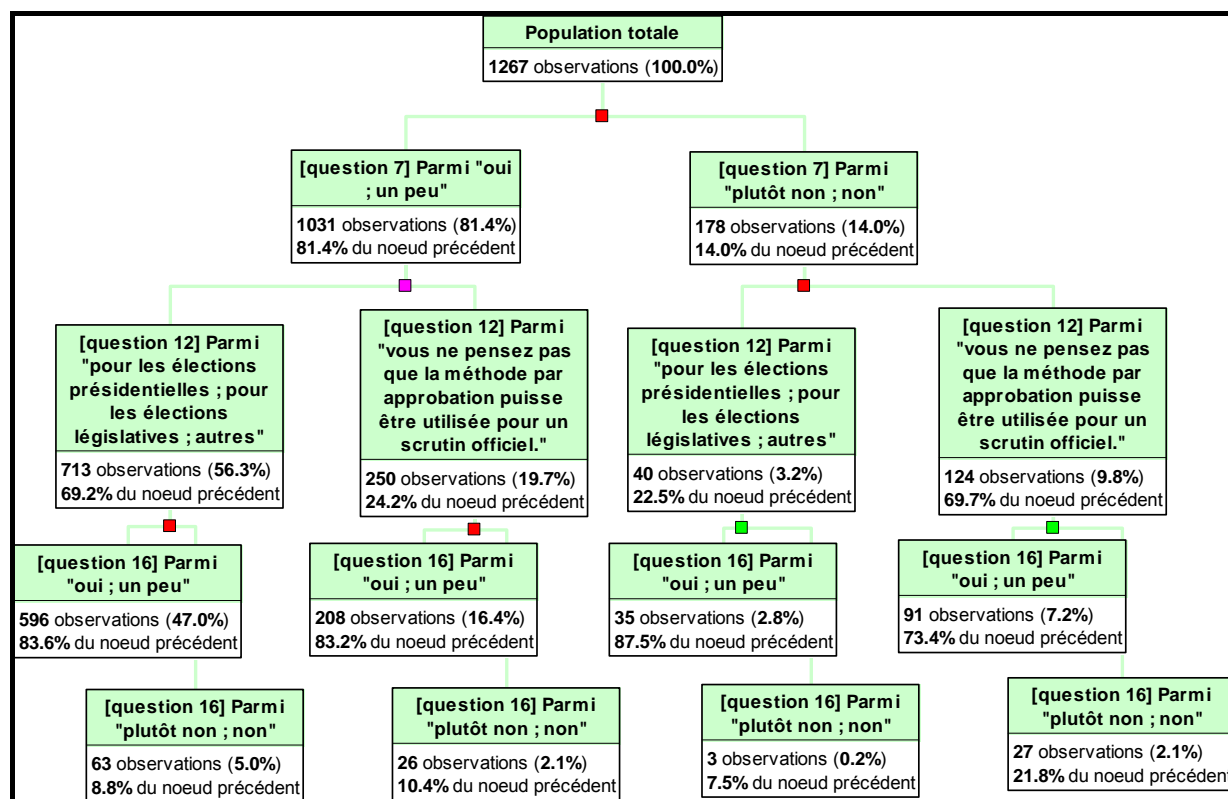 Population totale
1267 observations (100.0%)
[question 7] Parmi "oui
; un peu"
1031 observations (81.4%)
81.4% du noeud précédent
[question 7] Parmi
"plutôt non ; non"
178 observations (14.0%)
14.0% du noeud précédent
[question 12] Parmi
"pour les élections
présidentielles ; pour
les élections
législatives ; autres"
713 observations (56.3%)
69.2% du noeud précédent
[question 12] Parmi
"vous ne pensez pas
que la méthode par
approbation puisse
être utilisée pour un
scrutin officiel."
250 observations (19.7%)
24.2% du noeud précédent
[question 12] Parmi
"pour les élections
présidentielles ; pour
les élections
législatives ; autres"
40 observations (3.2%)
22.5% du noeud précédent
[question 12] Parmi
"vous ne pensez pas
que la méthode par
approbation puisse
être utilisée pour un
scrutin officiel."
124 observations (9.8%)
69.7% du noeud précédent
[question 16] Parmi
"oui ; un peu"
596 observations (47.0%)
83.6% du noeud précédent
[question 16] Parmi
"oui ; un peu"
208 observations (16.4%)
83.2% du noeud précédent
[question 16] Parmi
"oui ; un peu"
35 observations (2.8%)
87.5% du noeud précédent
[question 16] Parmi
"oui ; un peu"
91 observations (7.2%)
73.4% du noeud précédent
[question 16] Parmi
"plutôt non ; non"
63 observations (5.0%)
8.8% du noeud précédent
[question 16] Parmi
"plutôt non ; non"
26 observations (2.1%)
10.4% du noeud précédent
[question 16] Parmi
"plutôt non ; non"
3 observations (0.2%)
7.5% du noeud précédent
[question 16] Parmi
"plutôt non ; non"
27 observations (2.1%)
21.8% du noeud précédent